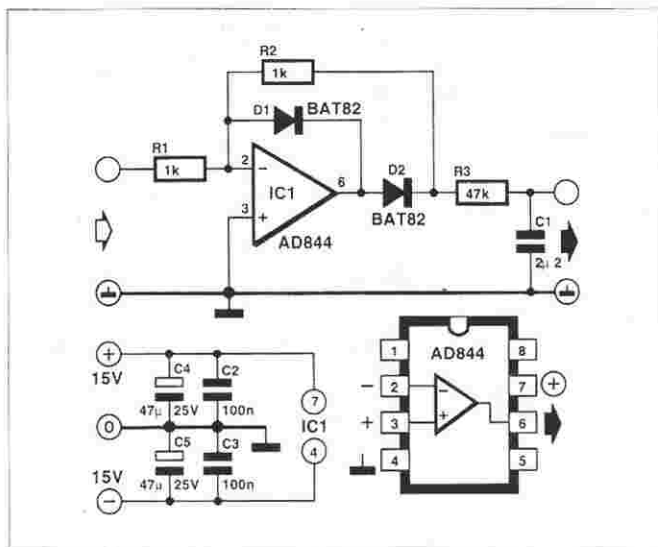 R2
1k
D1
BAT82
R1
1k
2
−
IC1
6
D2
R3
47k
3
+
BAT82
AD844
C1
2µ2
+
15V
C4
47µ
25V
C2
100n
7
IC1
0
C5
47µ
25V
C3
100n
4
15V
−
AD844
1
8
−
2
−
7
+
+
3
+
6
4
5